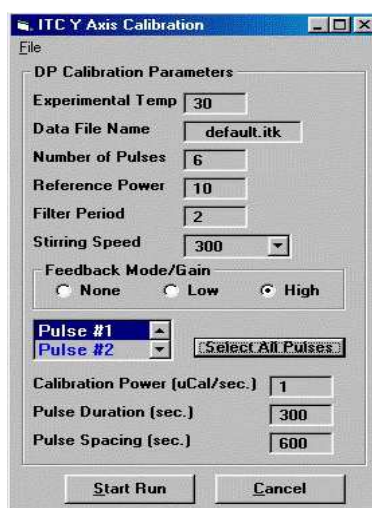 ITC Y Axis Calibration
File
DP Calibration Parameters
Experimental Temp 30
Data File Name default.itk
Number of Pulses 6
Reference Power 10
Filter Period 2
Stirring Speed 300
Feedback Mode/Gain
None Low High
Pulse #1
Pulse #2
Select All Pulses
Calibration Power (uCal/sec.) 1
Pulse Duration (sec.) 300
Pulse Spacing (sec.) 600
Start Run Cancel